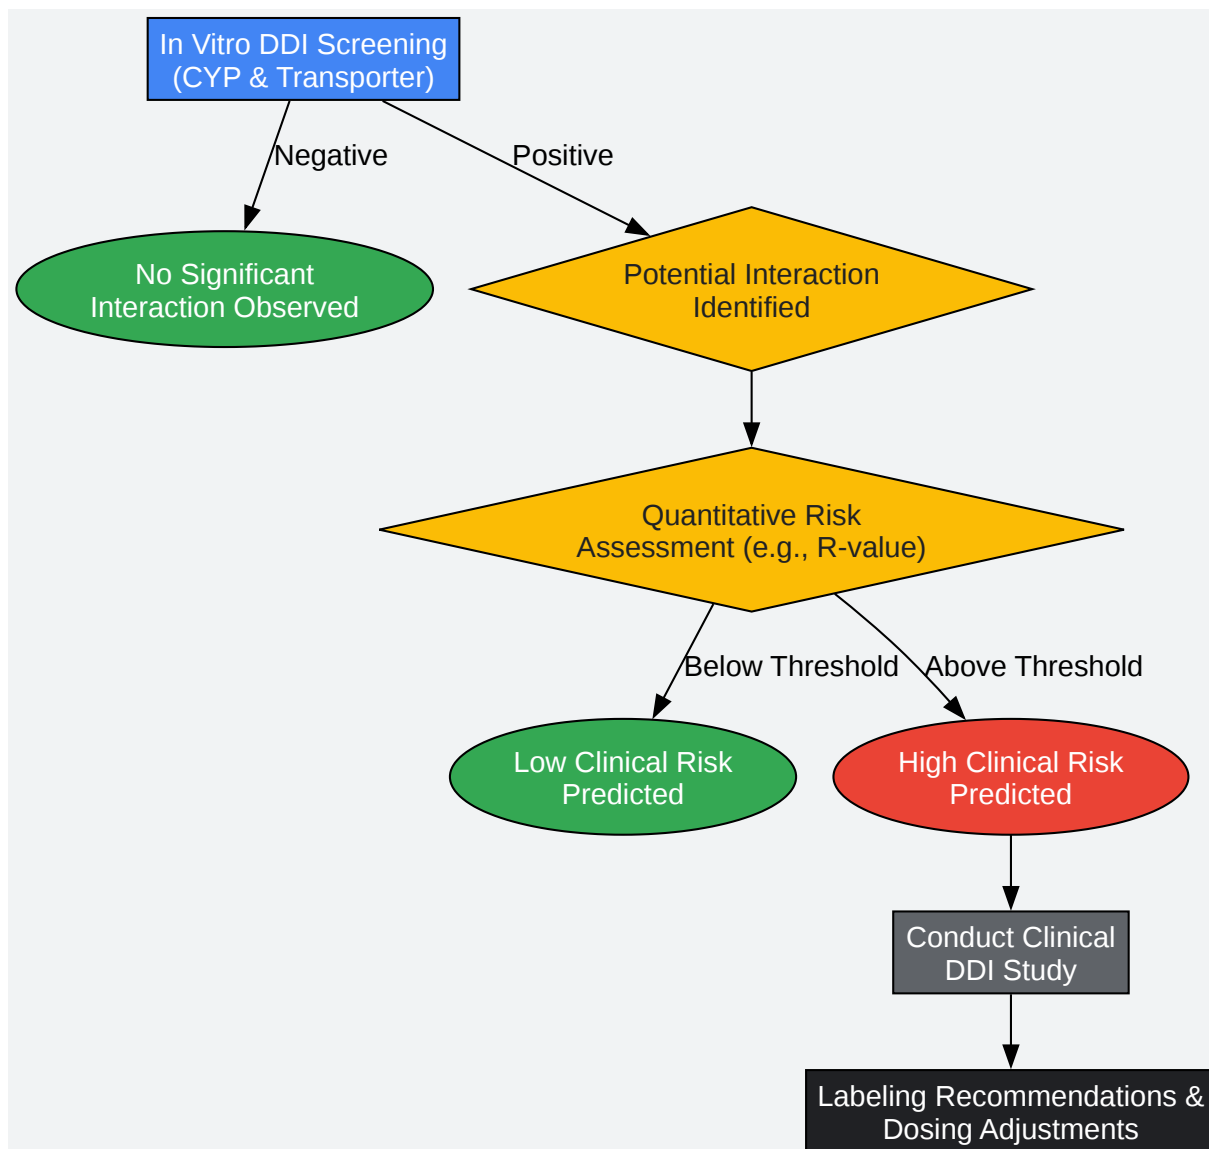 In Vitro DDI Screening
(CYP & Transporter)
Negative
Positive
No Significant
Interaction Observed
Potential Interaction
Identified
Quantitative Risk
Assessment (e.g., R-value)
Below Threshold
Above Threshold
Low Clinical Risk
Predicted
High Clinical Risk
Predicted
Conduct Clinical
DDI Study
Labeling Recommendations &
Dosing Adjustments